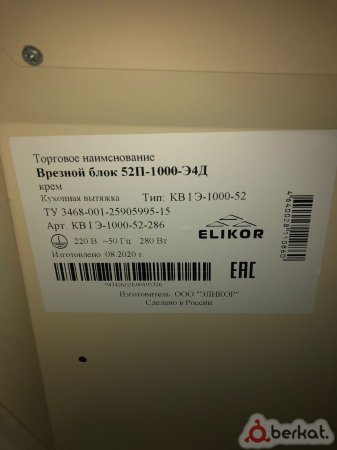 Торговое наименование
Врезной блок 52П-1000-Э4Д
крем
Кухонная вытяжка Тип: КВ I Э-1000-52
ТУ 3468-001-25905995-15
Арт. КВ I Э-1000-52-286
220 В ~50 Гц 280 Вт
Изготовлено 08.2020 г.
ELIKOR
EAC
Изготовитель ООО "ЭЛИКОР"
Сделано в России
berkat.